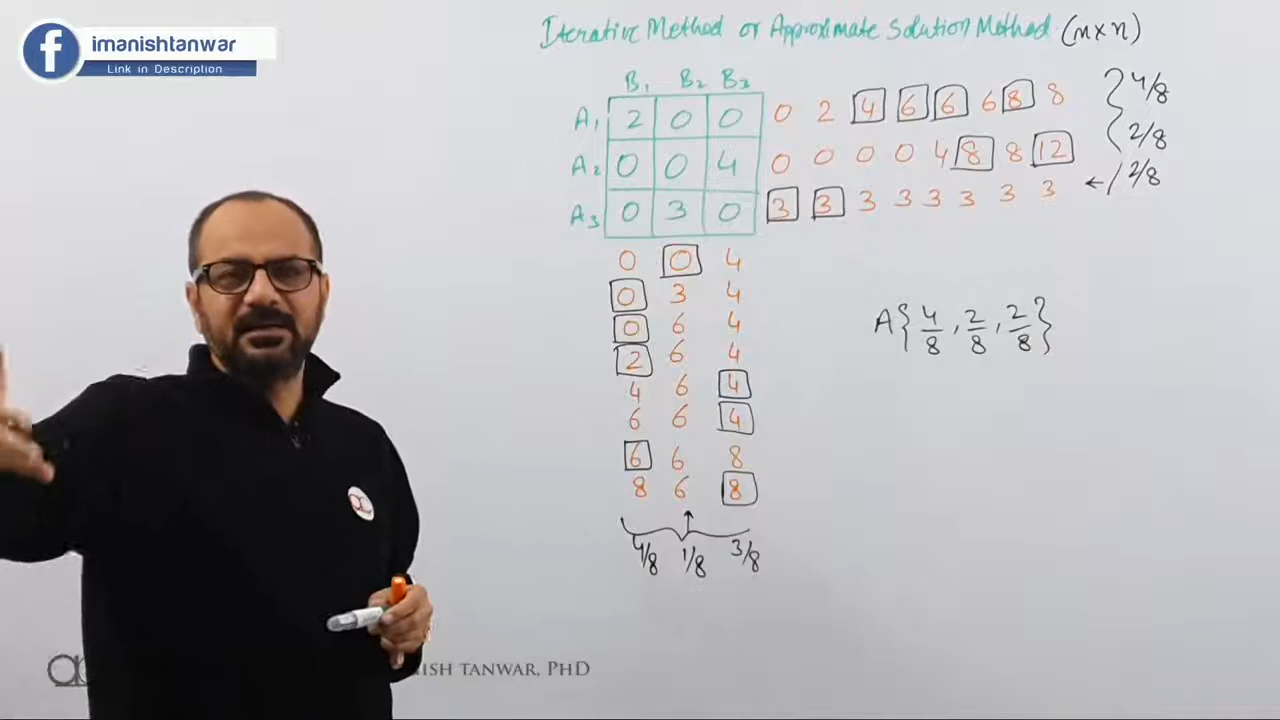 imanishtanwar
Link in Description
Iterative Method or Approximate Solution Method (n×n)
B1 B2 B3
A1 2 0 0 0 2 4 6 6 6 8 8 4/8
A2 0 0 4 0 0 0 0 4 8 8 12 2/8
A3 0 3 0 3 3 3 3 3 3 3 3 ← 2/8
0 0 4
0 3 4
0 6 4
2 6 4
4 6 4
6 6 4
6 6 8
8 6 8
4/8 1/8 3/8
A{4/8, 2/8, 2/8}
ISH TANWAR, PHD